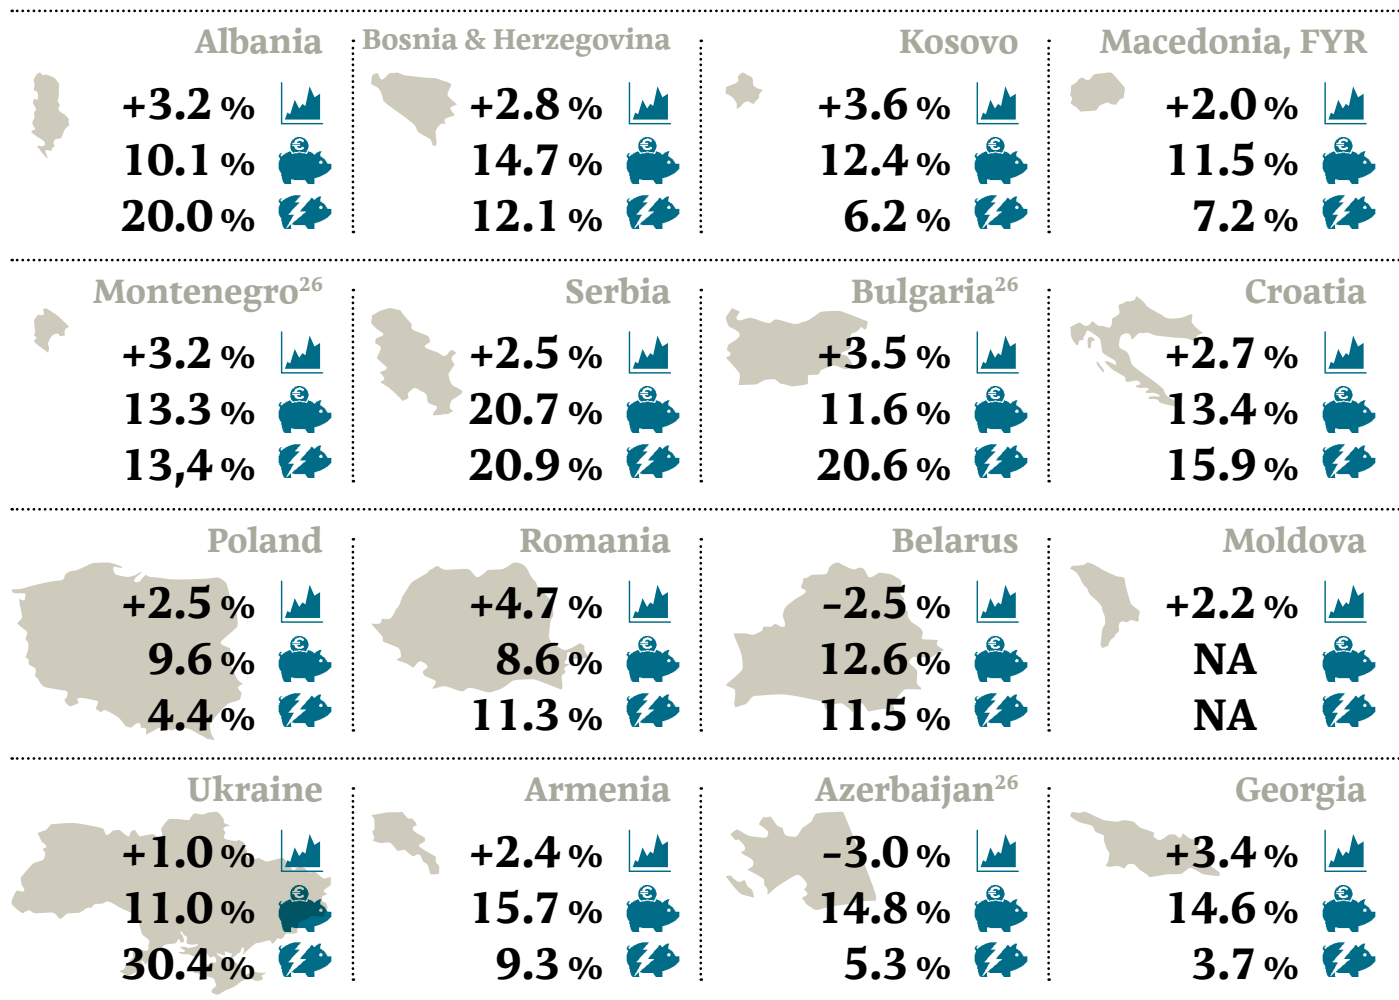 Albania
+3.2 %
10.1 %
20.0 %
Bosnia & Herzegovina
+2.8 %
14.7 %
12.1 %
Kosovo
+3.6 %
12.4 %
6.2 %
Macedonia, FYR
+2.0 %
11.5 %
7.2 %
Montenegro26
+3.2 %
13.3 %
13,4 %
Serbia
+2.5 %
20.7 %
20.9 %
Bulgaria26
+3.5 %
11.6 %
20.6 %
Croatia
+2.7 %
13.4 %
15.9 %
Poland
+2.5 %
9.6 %
4.4 %
Romania
+4.7 %
8.6 %
11.3 %
Belarus
–2.5 %
12.6 %
11.5 %
Moldova
+2.2 %
NA
NA
Ukraine
+1.0 %
11.0 %
30.4 %
Armenia
+2.4 %
15.7 %
9.3 %
Azerbaijan26
–3.0 %
14.8 %
5.3 %
Georgia
+3.4 %
14.6 %
3.7 %